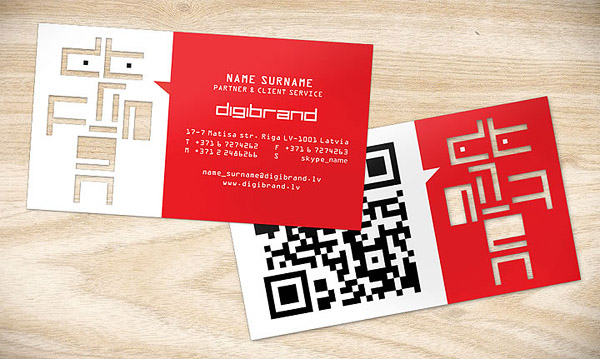 NAME SURNAME
PARTNER & CLIENT SERVICE
digibrand
17-7 Matisa str. Riga LV-1001 Latvia
T +371 6 7274262 F +371 6 7274263
M +371 2 2486266 S skype_name
name_surname@digibrand.lv
www.digibrand.lv